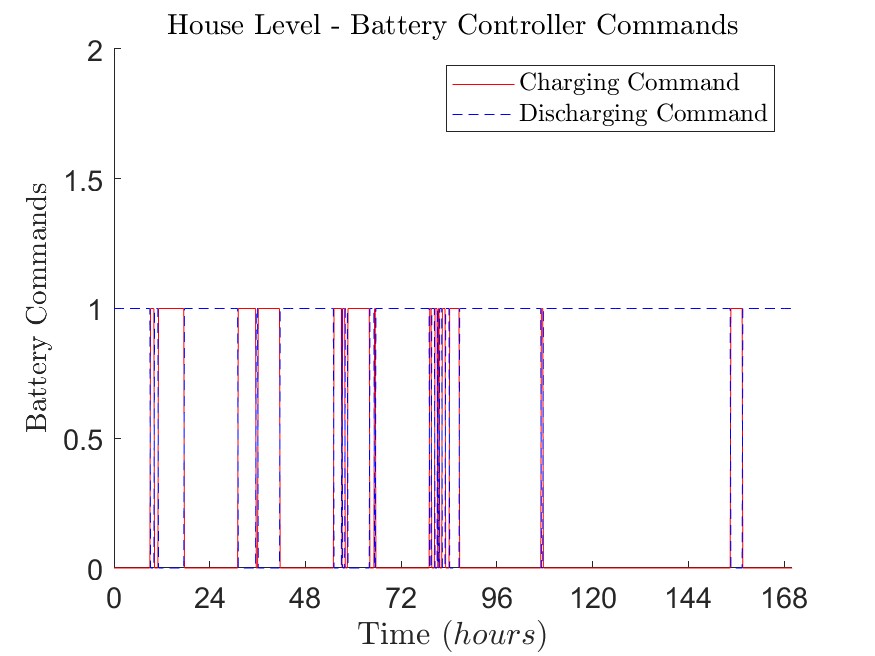 House Level - Battery Controller Commands
Charging Command
Discharging Command
Battery Commands
2
1.5
1
0.5
0
0 24 48 72 96 120 144 168
Time (hours)